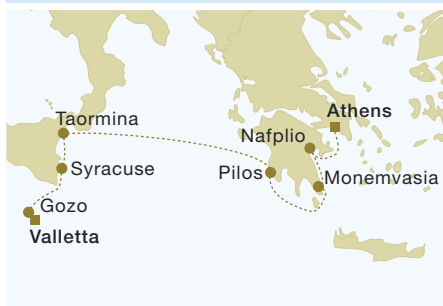 Taormina
Athens
Nafplio
Syracuse
Pilos
Monemvasia
Gozo
Valletta